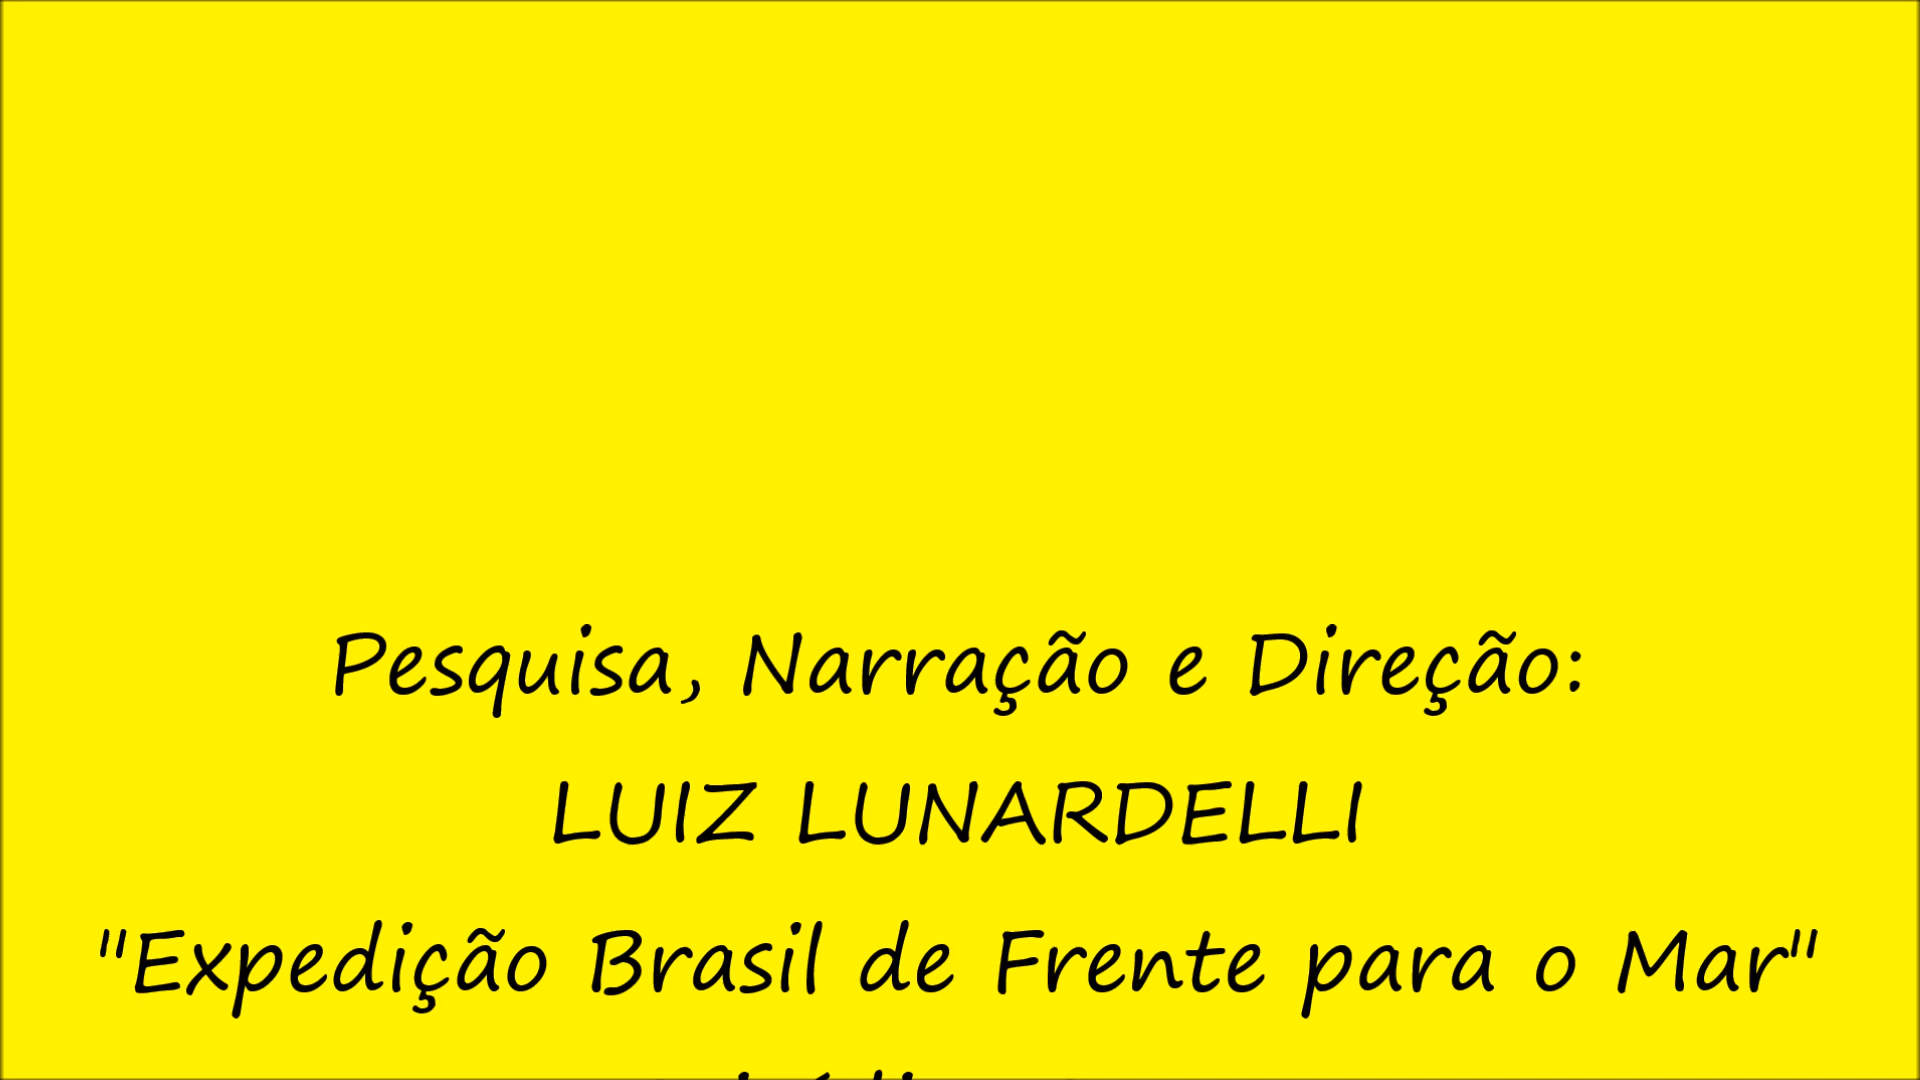 Pesquisa, Narração e Direção:
LUIZ LUNARDELLI
"Expedição Brasil de Frente para o Mar"